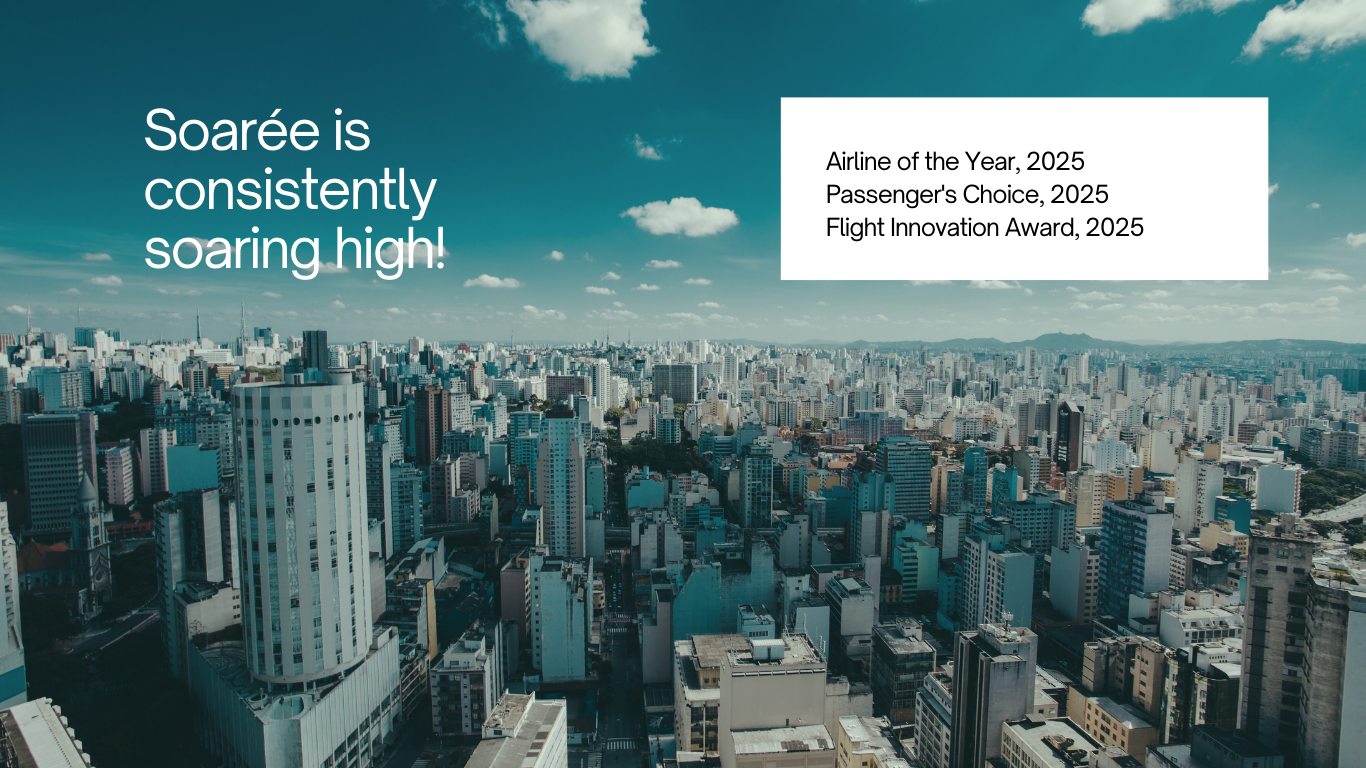 Soarée is
consistently
soaring high!
Airline of the Year, 2025
Passenger's Choice, 2025
Flight Innovation Award, 2025